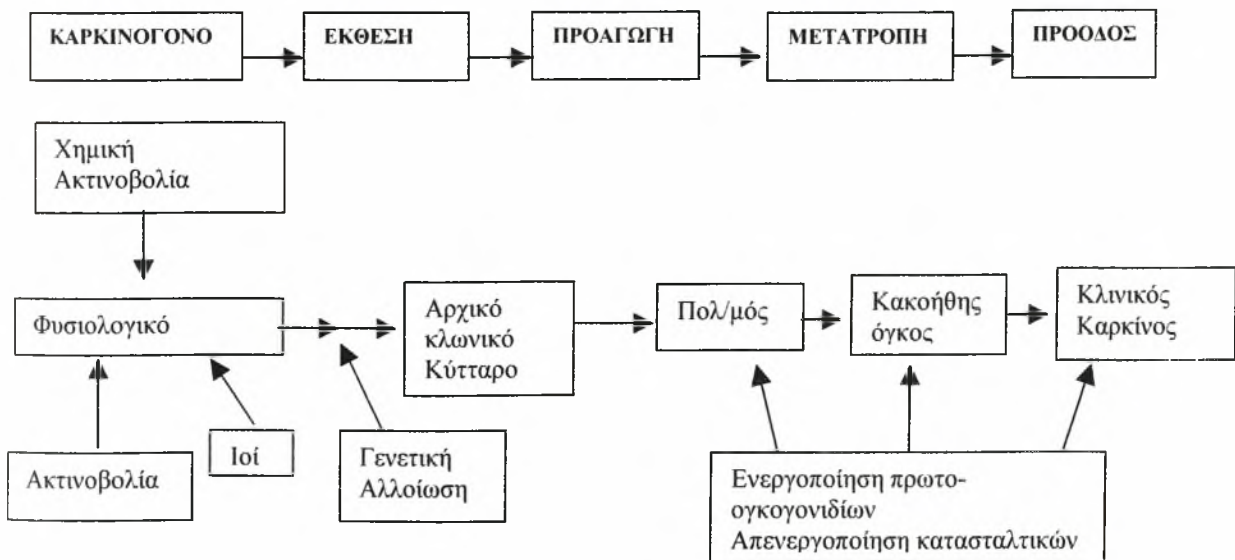 ΚΑΡΚΙΝΟΓΟΝΟ
ΕΚΘΕΣΗ
ΠΡΟΑΓΩΓΗ
ΜΕΤΑΤΡΟΠΗ
ΠΡΟΟΔΟΣ
Χημική
Ακτινοβολία
Φυσιολογικό
Αρχικό
κλωνικό
Κύτταρο
Πολ/μός
Κακοήθης
όγκος
Κλινικός
Καρκίνος
Ακτινοβολία
Ιοί
Γενετική
Αλλοίωση
Ενεργοποίηση πρωτο-
ογκογονιδίων
Απενεργοποίηση κατασταλτικών